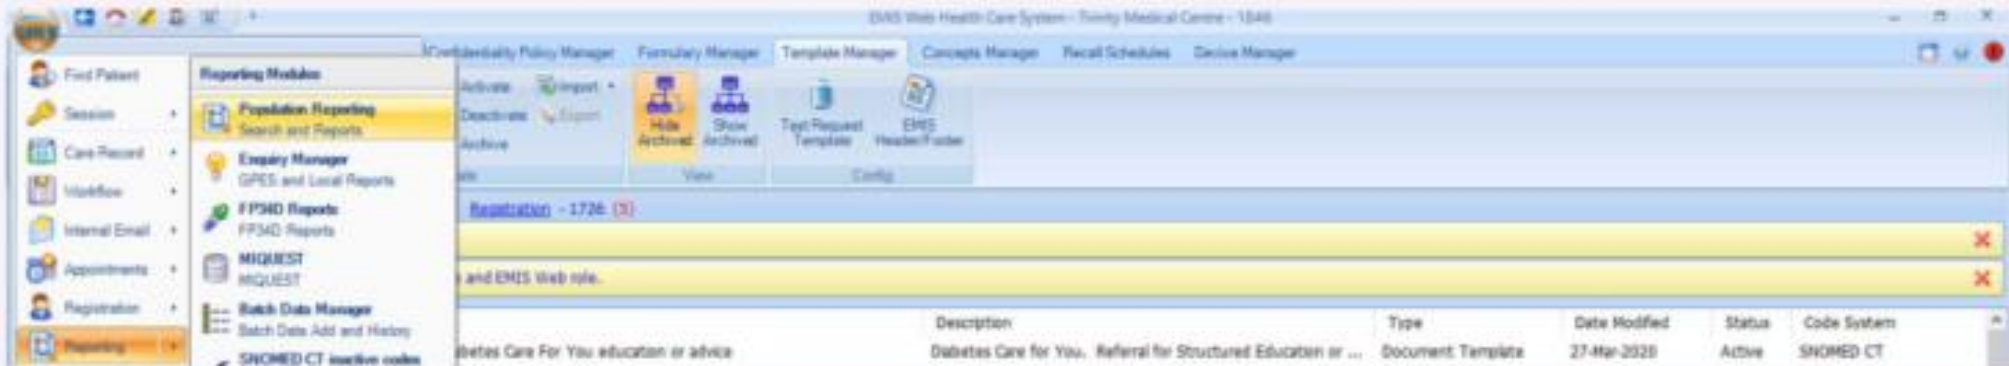 EMIS Web Health Care System - Trinity Medical Centre - 1846
Confidentiality Policy Manager Formulary Manager Template Manager Concepts Manager Recall Schedules Device Manager
Find Patient
Session
Care Record
Workflow
Internal Email
Appointments
Registration
Reporting
Reporting Modules
Population Reporting
Search and Reports
Enquiry Manager
GPES and Local Reports
FP34D Reports
FP34D Reports
MIQUEST
MIQUEST
Batch Data Manager
Batch Data Add and History
SNOMED CT inactive codes
Activate Import
Deactivate Export
Archive
Hide Archived
Show Archived
View
Test Request Template
EMIS Header/Footer
Config
Registration - 1726 (5)
and EMIS Web role.
Description Type Date Modified Status Code System
betes Care For You education or advice Diabetes Care for You. Referral for Structured Education or ... Document Template 27-Mar-2020 Active SNOMED CT